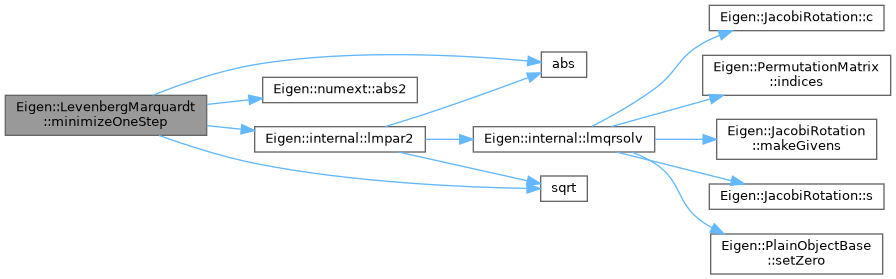 Eigen::LevenbergMarquardt
::minimizeOneStep
abs
Eigen::numext::abs2
Eigen::internal::lmpar2
sqrt
Eigen::internal::lmqrsolv
Eigen::JacobiRotation::c
Eigen::PermutationMatrix
::indices
Eigen::JacobiRotation
::makeGivens
Eigen::JacobiRotation::s
Eigen::PlainObjectBase
::setZero